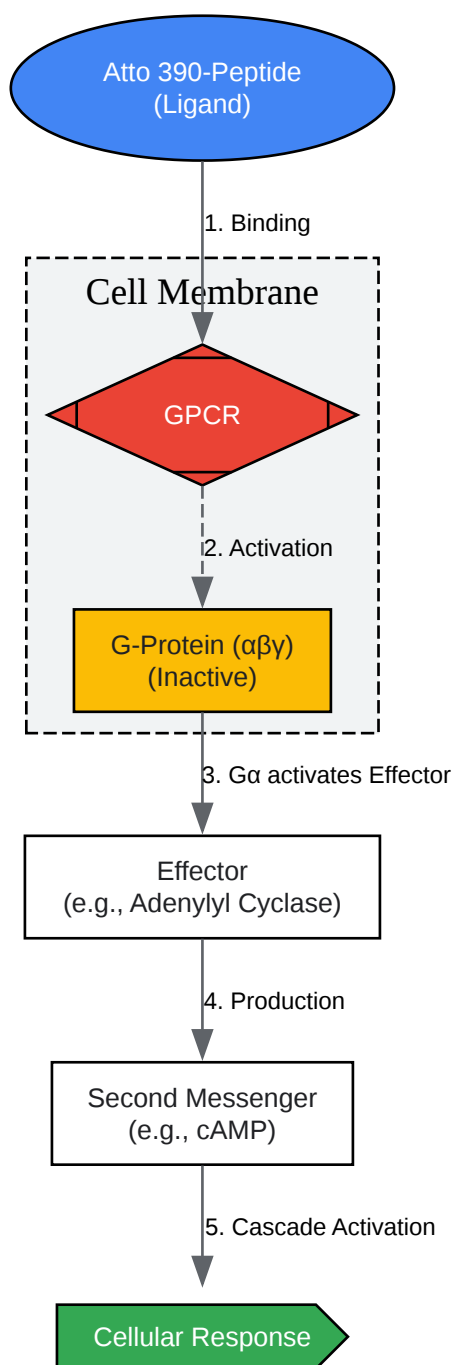 Atto 390-Peptide
(Ligand)
1. Binding
Cell Membrane
GPCR
2. Activation
G-Protein (αβγ)
(Inactive)
3. Gα activates Effector
Effector
(e.g., Adenylyl Cyclase)
4. Production
Second Messenger
(e.g., cAMP)
5. Cascade Activation
Cellular Response